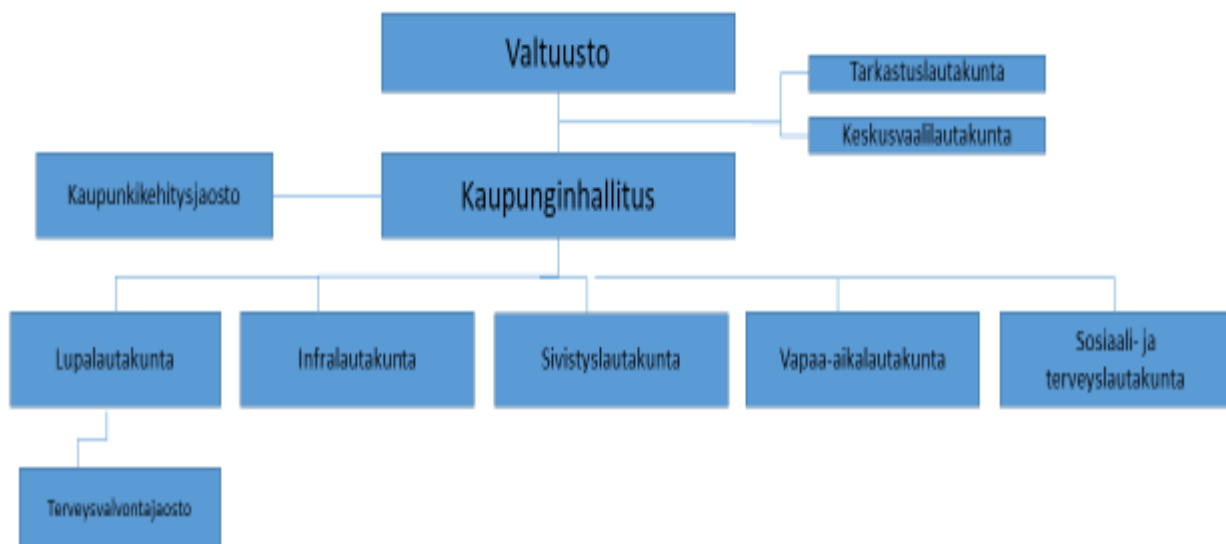 Valtuusto
Tarkastuslautakunta
Keskusvaalilautakunta
Kaupunkikehitysjaosto
Kaupunginhallitus
Lupalautakunta
Infralautakunta
Sivistyslautakunta
Vapaa-aikalautakunta
Sosiaali- ja
terveyslautakunta
Terveysvalvontajaosto